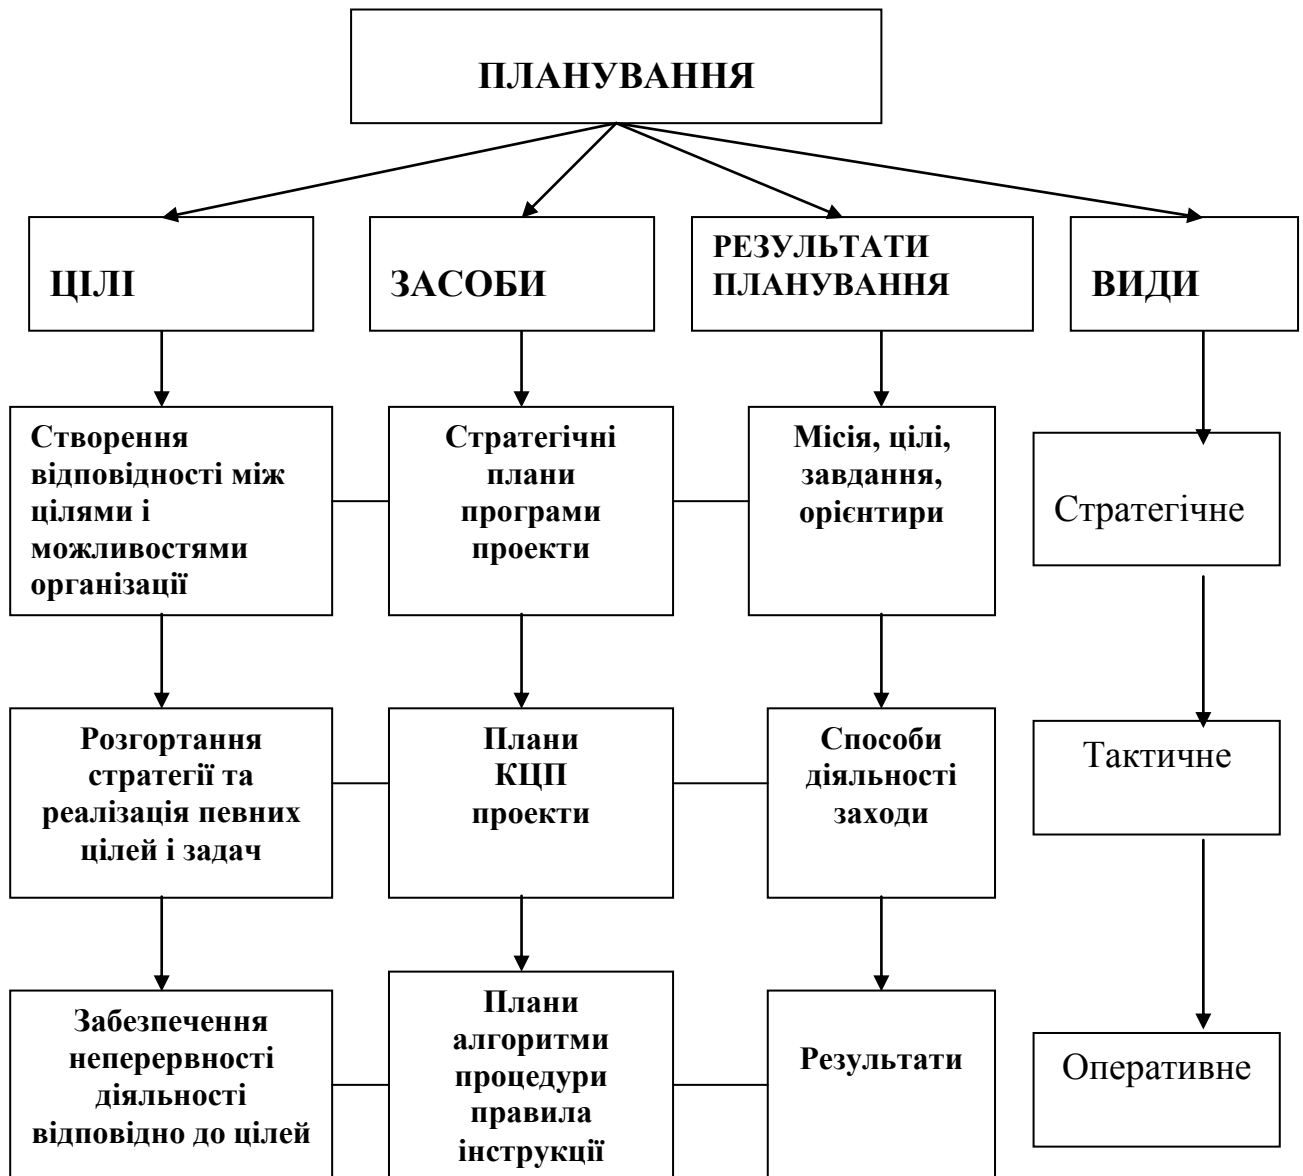 ПЛАНУВАННЯ
ЦІЛІ
ЗАСОБИ
РЕЗУЛЬТАТИ
ПЛАНУВАННЯ
ВИДИ
Створення
відповідності між
цілями і
можливостями
організації
Стратегічні
плани
програми
проекти
Місія, цілі,
завдання,
орієнтири
Стратегічне
Розгортання
стратегії та
реалізація певних
цілей і задач
Плани
КЦП
проекти
Способи
діяльності
заходи
Тактичне
Забезпечення
неперервності
діяльності
відповідно до цілей
Плани
алгоритми
процедури
правила
інструкції
Результати
Оперативне